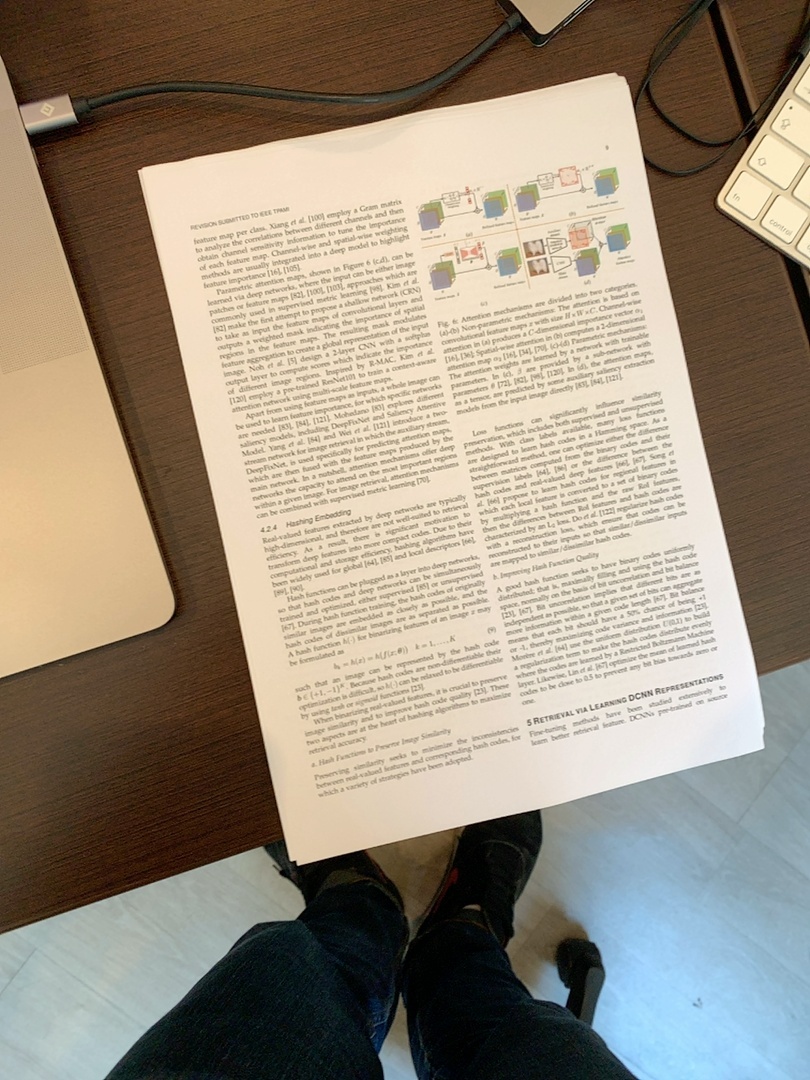 REVISION SUBMITTED TO IEEE TPAMI
9
feature map per class. Xiang et al. [100] employ a Gram matrix
to analyze the correlations between different channels and then
obtain channel sensitivity information to tune the importance
of each feature map. Channel-wise and spatial-wise weighting
methods are usually integrated into a deep model to highlight
feature importance [16], [105].
Parametric attention maps, shown in Figure 6 (c,d), can be
learned via deep networks, where the input can be either image
patches or feature maps [82], [100], [103], approaches which are
commonly used in supervised metric learning [95]. Kim et al.
[82] make the first attempt to propose a shallow network (CRN)
to take as input the feature maps of convolutional layers and
outputs a weighted mask indicating the importance of spatial
regions in the feature maps. The resulting mask modulates
feature aggregation to create a global representation of the input
image. Noh et al. [5] design a 2-layer CNN with a softplus
output layer to compute scores which indicate the importance
of different image regions. Inspired by R-MAC, Kim et al.
[120] employ a pre-trained ResNet101 to train a context-aware
attention network using multi-scale feature maps.
Apart from using feature maps as inputs, a whole image can
be used to learn feature importance, for which specific networks
are needed [83], [84], [121]. Mohedano [83] explores different
saliency models, including DeepFixNet and Saliency Attentive
Model. Yang et al. [84] and Wei et al. [121] introduce a two-
stream network for image retrieval in which the auxiliary stream,
DeepFixNet, is used specifically for predicting attention maps,
which are then fused with the feature maps produced by the
main network. In a nutshell, attention mechanisms offer deep
networks the capacity to attend on the most important regions
within a given image. For image retrieval, attention mechanisms
can be combined with supervised metric learning [70].
4.2.4 Hashing Embedding
Real-valued features extracted by deep networks are typically
high-dimensional, and therefore are not well-suited to retrieval
efficiency. As a result, there is significant motivation to
transform deep features into more compact codes. Due to their
computational and storage efficiency, hashing algorithms have
been widely used for global [64], [85] and local descriptors [66],
[89], [90].
Hash functions can be plugged as a layer into deep networks,
so that hash codes and deep networks can be simultaneously
trained and optimized, either supervised [85] or unsupervised
[67]. During hash function training, the hash codes of originally
similar images are embedded as closely as possible, and the
hash codes of dissimilar images are as separated as possible.
A hash function h(·) for binarizing features of an image x may
be formulated as
b_k = h(x) = h(f(x;θ)) k = 1, . . . , K (9)
such that an image can be represented by the hash code
b ∈ {+1, −1}^K. Because hash codes are non-differentiable their
optimization is difficult, so h(·) can be relaxed to be differentiable
by using tanh or sigmoid functions [23].
When binarizing real-valued features, it is crucial to preserve
image similarity and to improve hash code quality [23]. These
two aspects are at the heart of hashing algorithms to maximize
retrieval accuracy.
a. Hash Functions to Preserve Image Similarity
Preserving similarity seeks to minimize the inconsistencies
between real-valued features and corresponding hash codes, for
which a variety of strategies have been adopted.
(a)
(b)
(c)
(d)
Fig. 6: Attention mechanisms are divided into two categories.
(a)-(b) Non-parametric mechanisms: The attention is based on
convolutional feature maps x with size H × W × C. Channel-wise
attention in (a) produces a C-dimensional importance vector α1
[16], [36]; Spatial-wise attention in (b) computes a 2-dimensional
attention map α2 [16], [34], [70]. (c)-(d) Parametric mechanisms:
The attention weights are learned by a network with trainable
parameters. In (c), β are provided by a sub-network with
parameters θ [72], [82], [98], [120]. In (d), the attention maps,
as a tensor, are predicted by some auxiliary saliency extraction
models from the input image directly [83], [84], [121].
Loss functions can significantly influence similarity
preservation, which includes both supervised and unsupervised
methods. With class labels available, many loss functions
are designed to learn hash codes in a Hamming space. As a
straightforward method, one can optimize either the difference
between matrices computed from the binary codes and their
supervision labels [64], [86] or the difference between the
hash codes and real-valued deep features [66], [67]. Song et
al. [66] propose to learn hash codes for regional features in
which each local feature is converted to a set of binary codes
by multiplying a hash function and the raw RoI features,
then the differences between RoI features and hash codes are
characterized by an L2 loss. Do et al. [122] regularize hash codes
with a reconstruction loss, which ensures that codes can be
reconstructed to their inputs so that similar/dissimilar inputs
are mapped to similar/dissimilar hash codes.
b. Improving Hash Function Quality
A good hash function seeks to have binary codes uniformly
distributed; that is, maximally filling and using the hash code
space, normally on the basis of bit uncorrelation and bit balance
[23], [67]. Bit uncorrelation implies that different bits are as
independent as possible, so that a given set of bits can aggregate
more information within a given code length [67]. Bit balance
means that each bit should have a 50% chance of being +1
or -1, thereby maximizing code variance and information [23].
Morère et al. [64] use the uniform distribution U(0,1) to build
a regularization term to make the hash codes distributed evenly
where the codes are learned by a Restricted Boltzmann Machine
layer. Likewise, Lin et al. [67] optimize the mean of learned hash
codes to be close to 0.5 to prevent any bit bias towards zero or
one.
5 RETRIEVAL VIA LEARNING DCNN REPRESENTATIONS
Fine-tuning methods have been studied extensively to
learn better retrieval feature. DCNNs pre-trained on source
fn
control